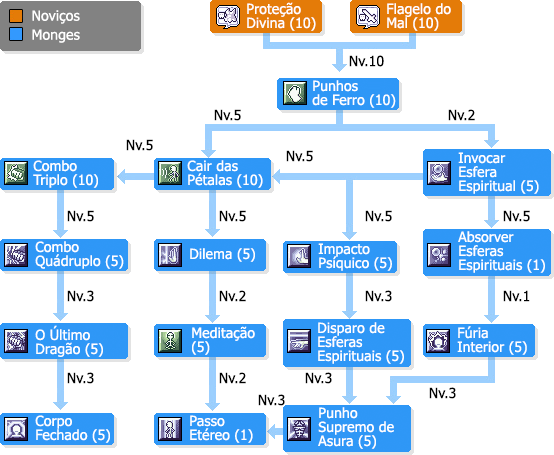 Noviços
Monges
Proteção
Divina (10)
Flagelo do
Mal (10)
Nv.10
Punhos
de Ferro (10)
Nv.5
Nv.2
Nv.5
Nv.5
Combo
Triplo (10)
Cair das
Pétalas (10)
Invocar
Esfera
Espiritual (5)
Nv.5
Nv.5
Nv.5
Nv.5
Combo
Quádruplo (5)
Dilema (5)
Impacto
Psíquico (5)
Absorver
Esferas
Espirituais (1)
Nv.3
Nv.2
Nv.3
Nv.1
O Último
Dragão (5)
Meditação
(5)
Disparo de
Esferas
Espirituais (5)
Fúria
Interior (5)
Nv.3
Nv.2
Nv.3
Nv.3
Nv.3
Corpo
Fechado (5)
Passo
Etéreo (1)
Punho
Supremo de
Asura (5)